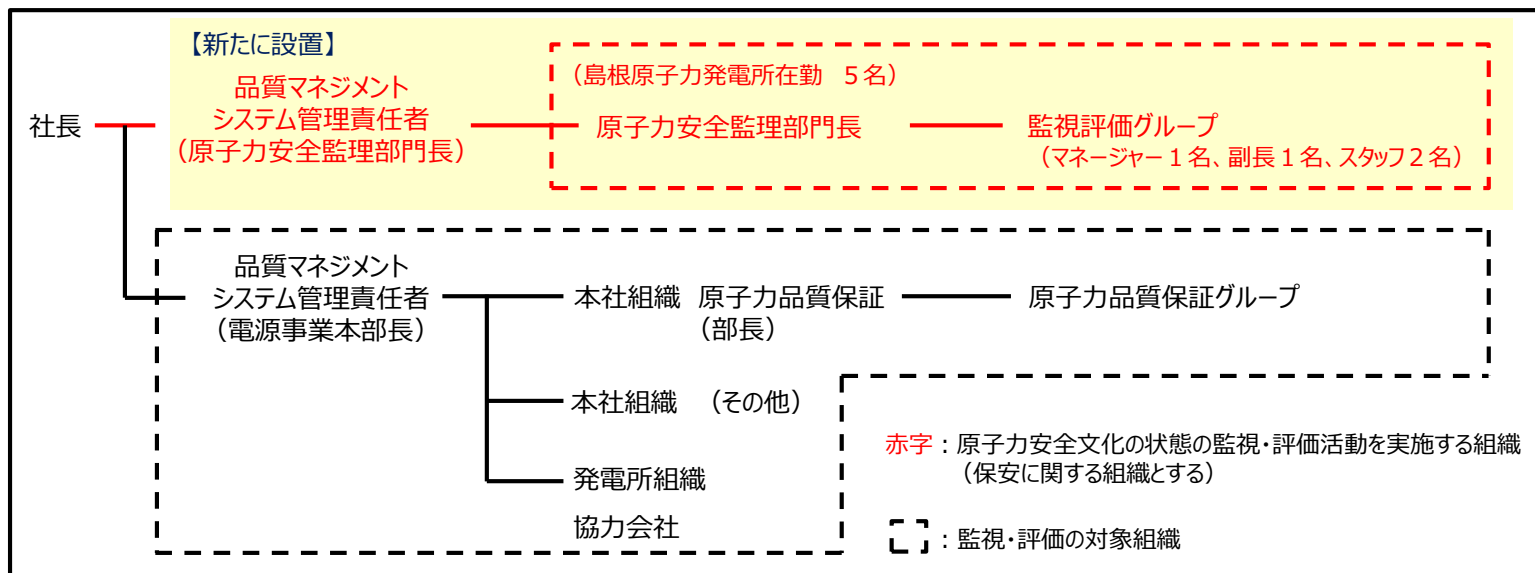 【新たに設置】
(島根原子力発電所在勤 5名)
社長
品質マネジメント
システム管理責任者
(原子力安全監理部門長)
原子力安全監理部門長
監視評価グループ
(マネージャー1名、副長1名、スタッフ2名)
品質マネジメント
システム管理責任者
(電源事業本部長)
本社組織 原子力品質保証
(部長)
原子力品質保証グループ
本社組織 (その他)
発電所組織
協力会社
赤字:原子力安全文化の状態の監視・評価活動を実施する組織
(保安に関する組織とする)
:監視・評価の対象組織